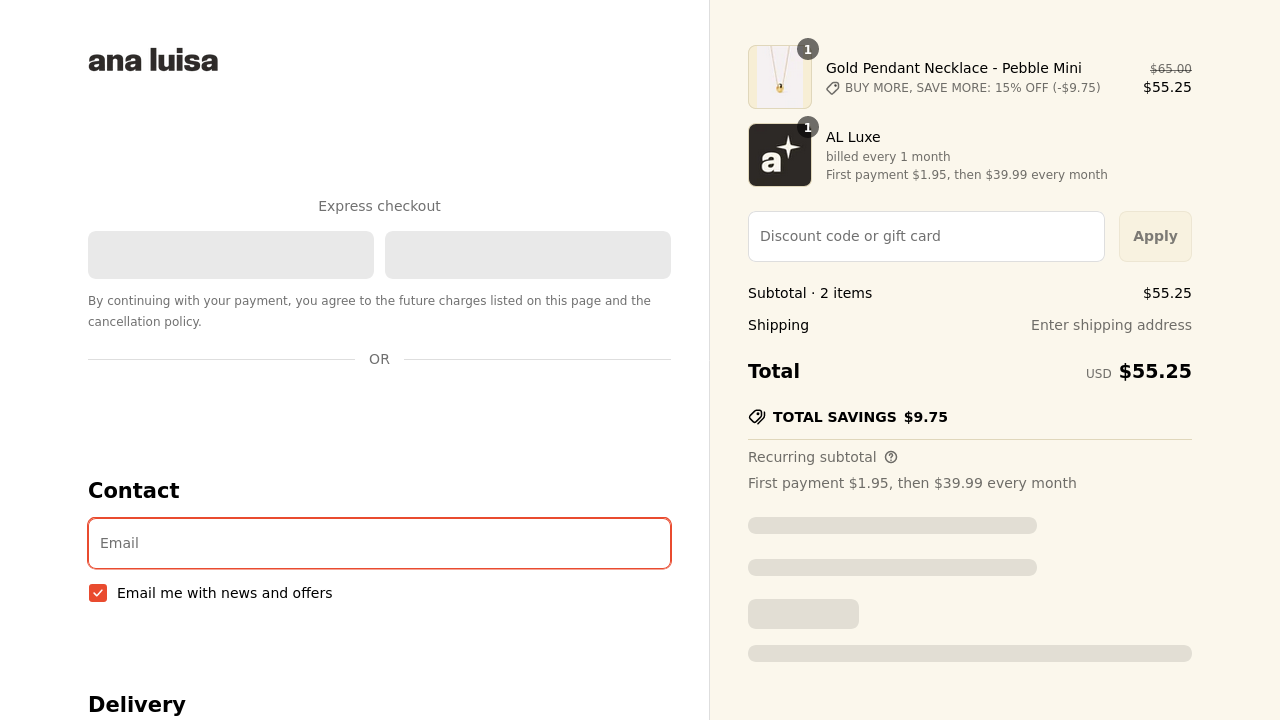 ana luisa
Express checkout
By continuing with your payment, you agree to the future charges listed on this page and the
cancellation policy.
OR
Contact
Email
Email me with news and offers
Delivery
1
Gold Pendant Necklace - Pebble Mini
$65.00
BUY MORE, SAVE MORE: 15% OFF (-$9.75)
$55.25
1
a
AL Luxe
billed every 1 month
First payment $1.95, then $39.99 every month
Discount code or gift card
Apply
Subtotal · 2 items
$55.25
Shipping
Enter shipping address
Total
USD $55.25
TOTAL SAVINGS $9.75
Recurring subtotal
First payment $1.95, then $39.99 every month